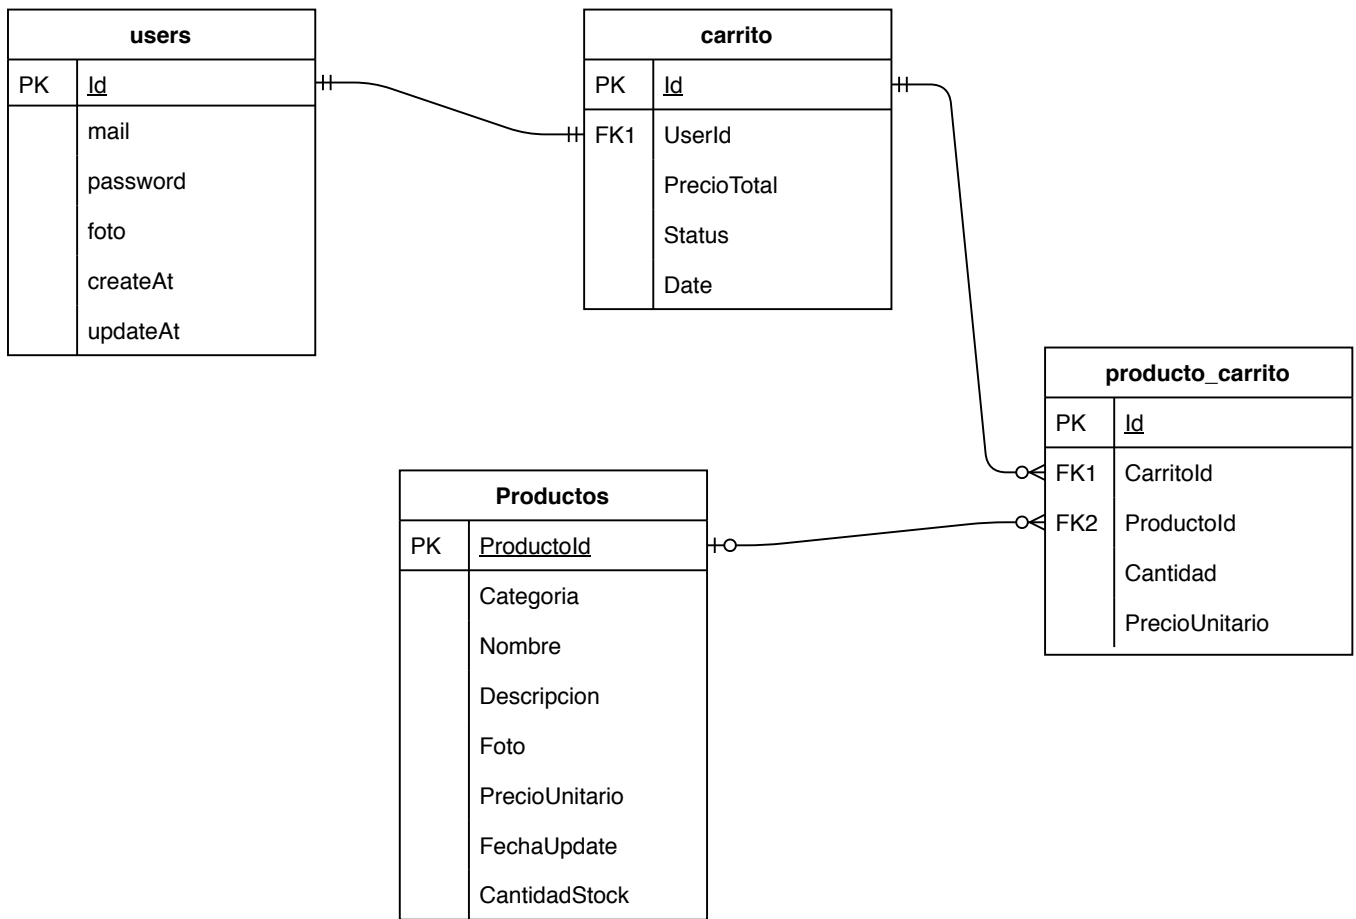 users
PK Id
mail
password
foto
createAt
updateAt
carrito
PK Id
FK1 UserId
PrecioTotal
Status
Date
producto_carrito
PK Id
FK1 CarritoId
FK2 ProductoId
Cantidad
PrecioUnitario
Productos
PK ProductoId
Categoria
Nombre
Descripcion
Foto
PrecioUnitario
FechaUpdate
CantidadStock